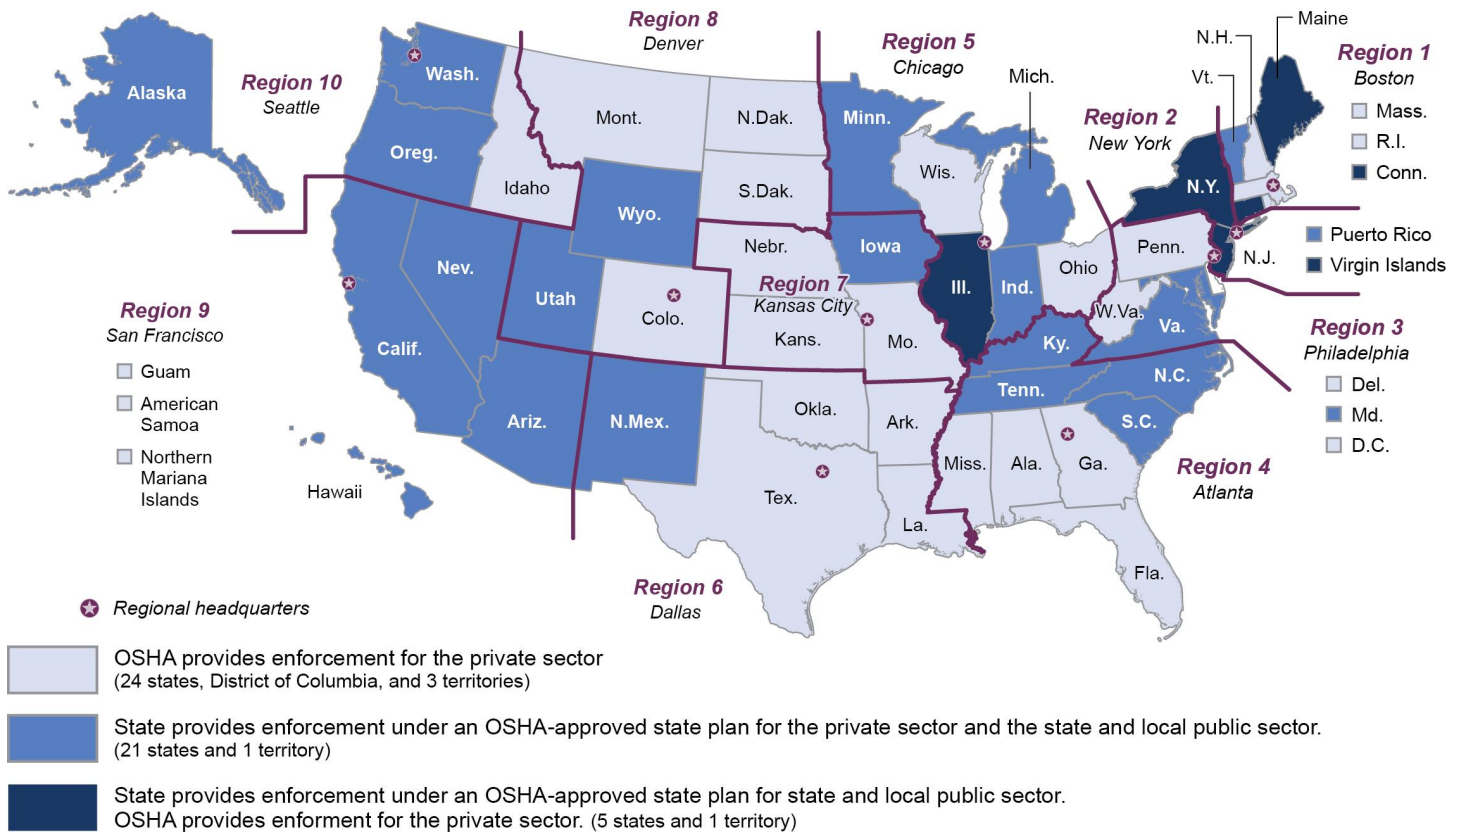 Region 8
Denver
Region 5
Chicago
Maine
N.H.
Region 1
Boston
Vt.
Mich.
Alaska
Region 10
Seattle
Wash.
Mont.
N.Dak.
Minn.
Region 2
New York
Mass.
R.I.
Conn.
Oreg.
Idaho
S.Dak.
Wis.
N.Y.
Wyo.
Nebr.
Iowa
Penn.
Puerto Rico
Virgin Islands
N.J.
Nev.
Utah
Colo.
Region 7
Kansas City
Ill.
Ind.
Ohio
W.Va.
Va.
Region 9
San Francisco
Guam
American
Samoa
Northern
Mariana
Islands
Calif.
Kans.
Mo.
Ky.
Region 3
Philadelphia
Del.
Md.
D.C.
Ariz.
N.Mex.
Okla.
Ark.
Tenn.
N.C.
S.C.
Hawaii
Tex.
La.
Miss.
Ala.
Ga.
Region 4
Atlanta
Fla.
Region 6
Dallas
Regional headquarters
OSHA provides enforcement for the private sector
(24 states, District of Columbia, and 3 territories)
State provides enforcement under an OSHA-approved state plan for the private sector and the state and local public sector.
(21 states and 1 territory)
State provides enforcement under an OSHA-approved state plan for state and local public sector.
OSHA provides enforment for the private sector. (5 states and 1 territory)